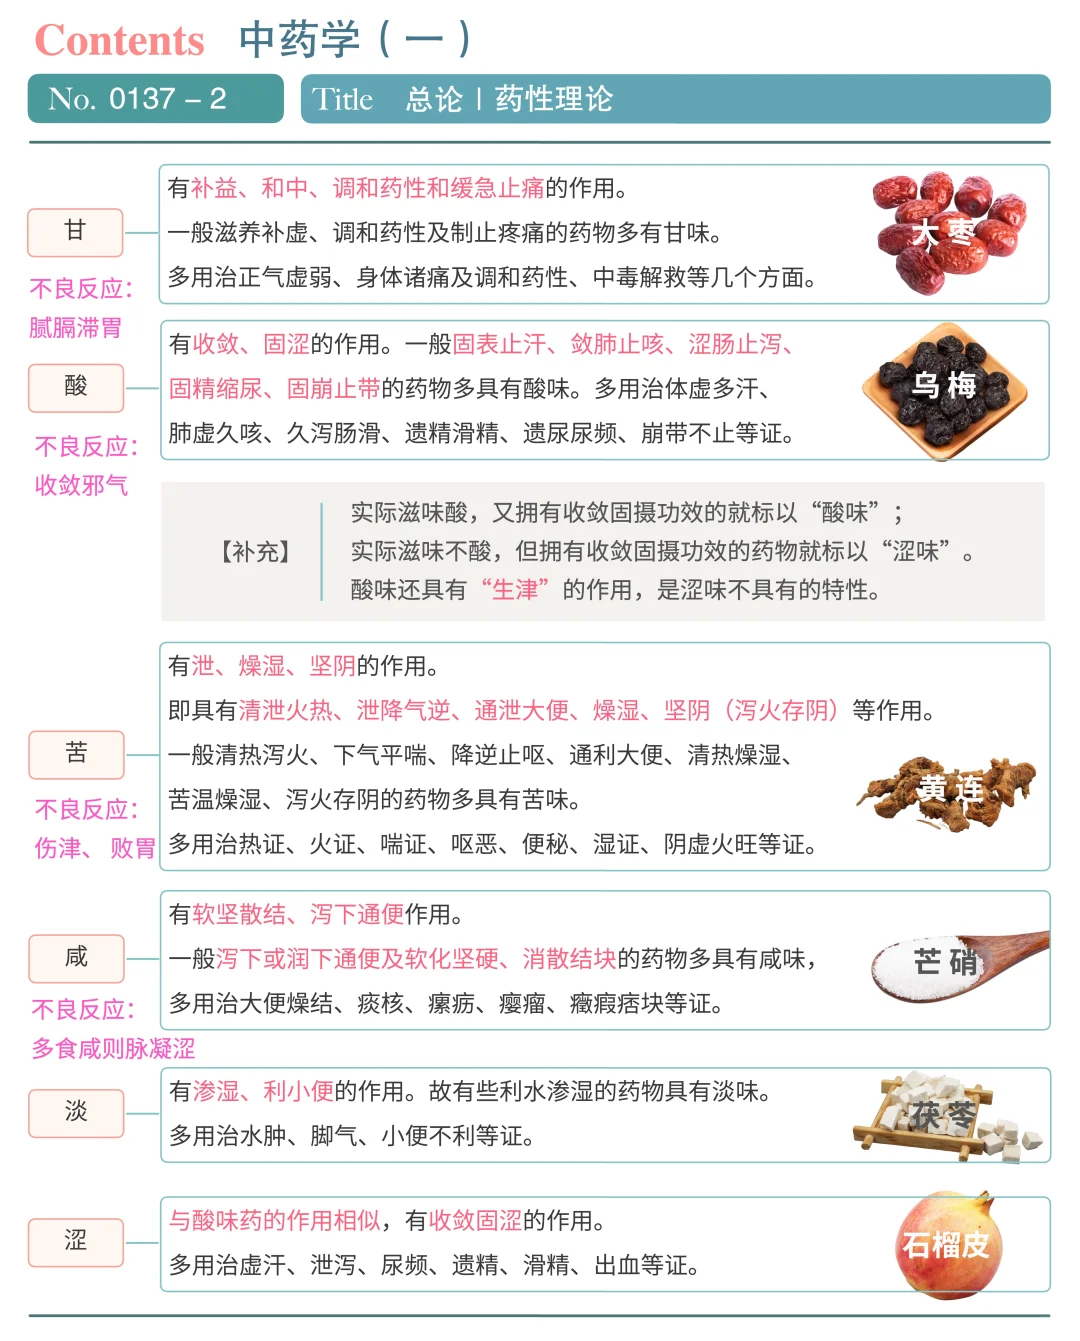 Contents 中药学（一）
No. 0137 – 2
Title 总论 | 药性理论
甘
有补益、和中、调和药性和缓急止痛的作用。
一般滋养补虚、调和药性及制止疼痛的药物多有甘味。
多用治正气虚弱、身体诸痛及调和药性、中毒解救等几个方面。
大枣
不良反应：
腻膈滞胃
酸
有收敛、固涩的作用。一般固表止汗、敛肺止咳、涩肠止泻、
固精缩尿、固崩止带的药物多具有酸味。多用治体虚多汗、
肺虚久咳、久泻肠滑、遗精滑精、遗尿尿频、崩带不止等证。
乌梅
不良反应：
收敛邪气
【补充】
实际滋味酸，又拥有收敛固摄功效的就标以“酸味”；
实际滋味不酸，但拥有收敛固摄功效的药物就标以“涩味”。
酸味还具有“生津”的作用，是涩味不具有的特性。
苦
有泄、燥湿、坚阴的作用。
即具有清泄火热、泄降气逆、通泄大便、燥湿、坚阴（泻火存阴）等作用。
一般清热泻火、下气平喘、降逆止呕、通利大便、清热燥湿、
苦温燥湿、泻火存阴的药物多具有苦味。
多用治热证、火证、喘证、呕恶、便秘、湿证、阴虚火旺等证。
黄连
不良反应：
伤津、 败胃
咸
有软坚散结、泻下通便作用。
一般泻下或润下通便及软化坚硬、消散结块的药物多具有咸味，
多用治大便燥结、痰核、瘰疬、瘿瘤、癥瘕痞块等证。
芒硝
不良反应：
多食咸则脉凝涩
淡
有渗湿、利小便的作用。故有些利水渗湿的药物具有淡味。
多用治水肿、脚气、小便不利等证。
茯苓
涩
与酸味药的作用相似，有收敛固涩的作用。
多用治虚汗、泄泻、尿频、遗精、滑精、出血等证。
石榴皮